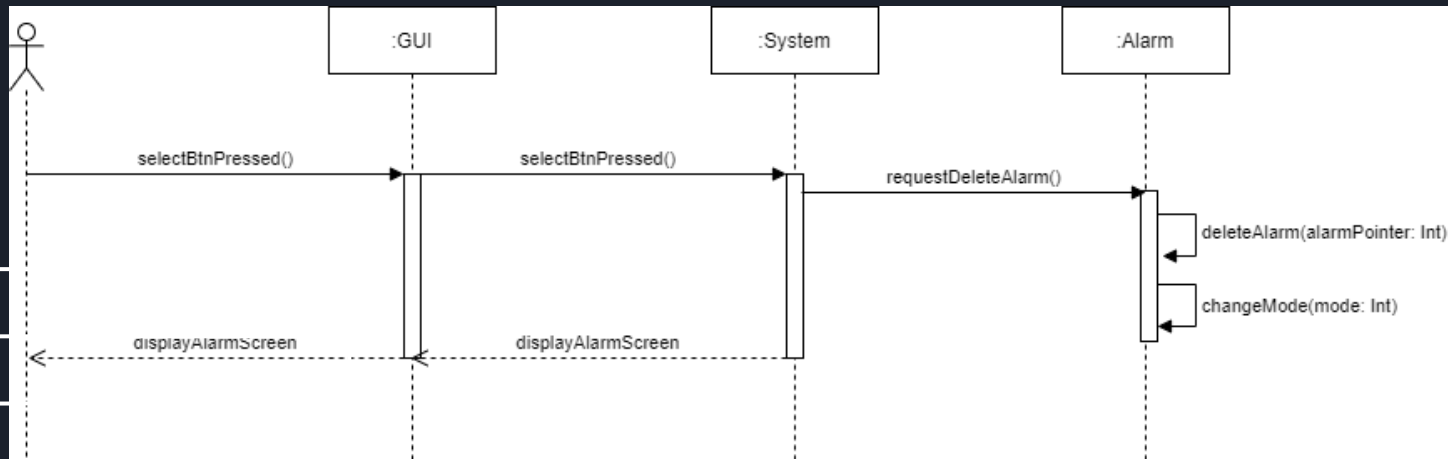 :GUI
:System
:Alarm
selectBtnPressed()
selectBtnPressed()
requestDeleteAlarm()
deleteAlarm(alarmPointer: Int)
changeMode(mode: Int)
displayAlarmScreen
displayAlarmScreen